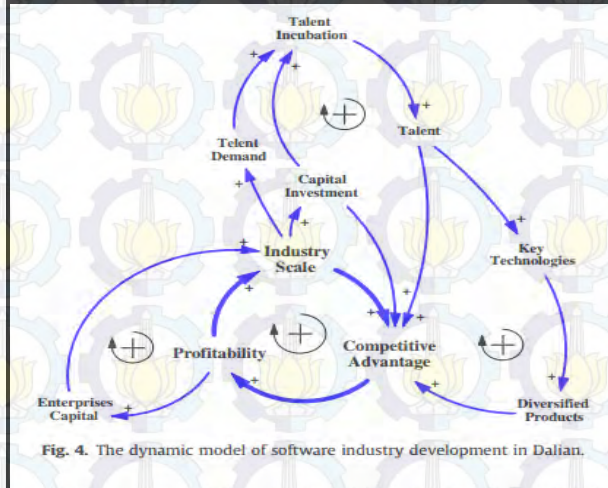 Talent
Incubation
Talent
Telent
Demand
Capital
Investment
Key
Technologies
Industry
Scale
Profitability
Competitive
Advantage
Enterprises
Capital
Diversified
Products
Fig. 4. The dynamic model of software industry development in Dalian.